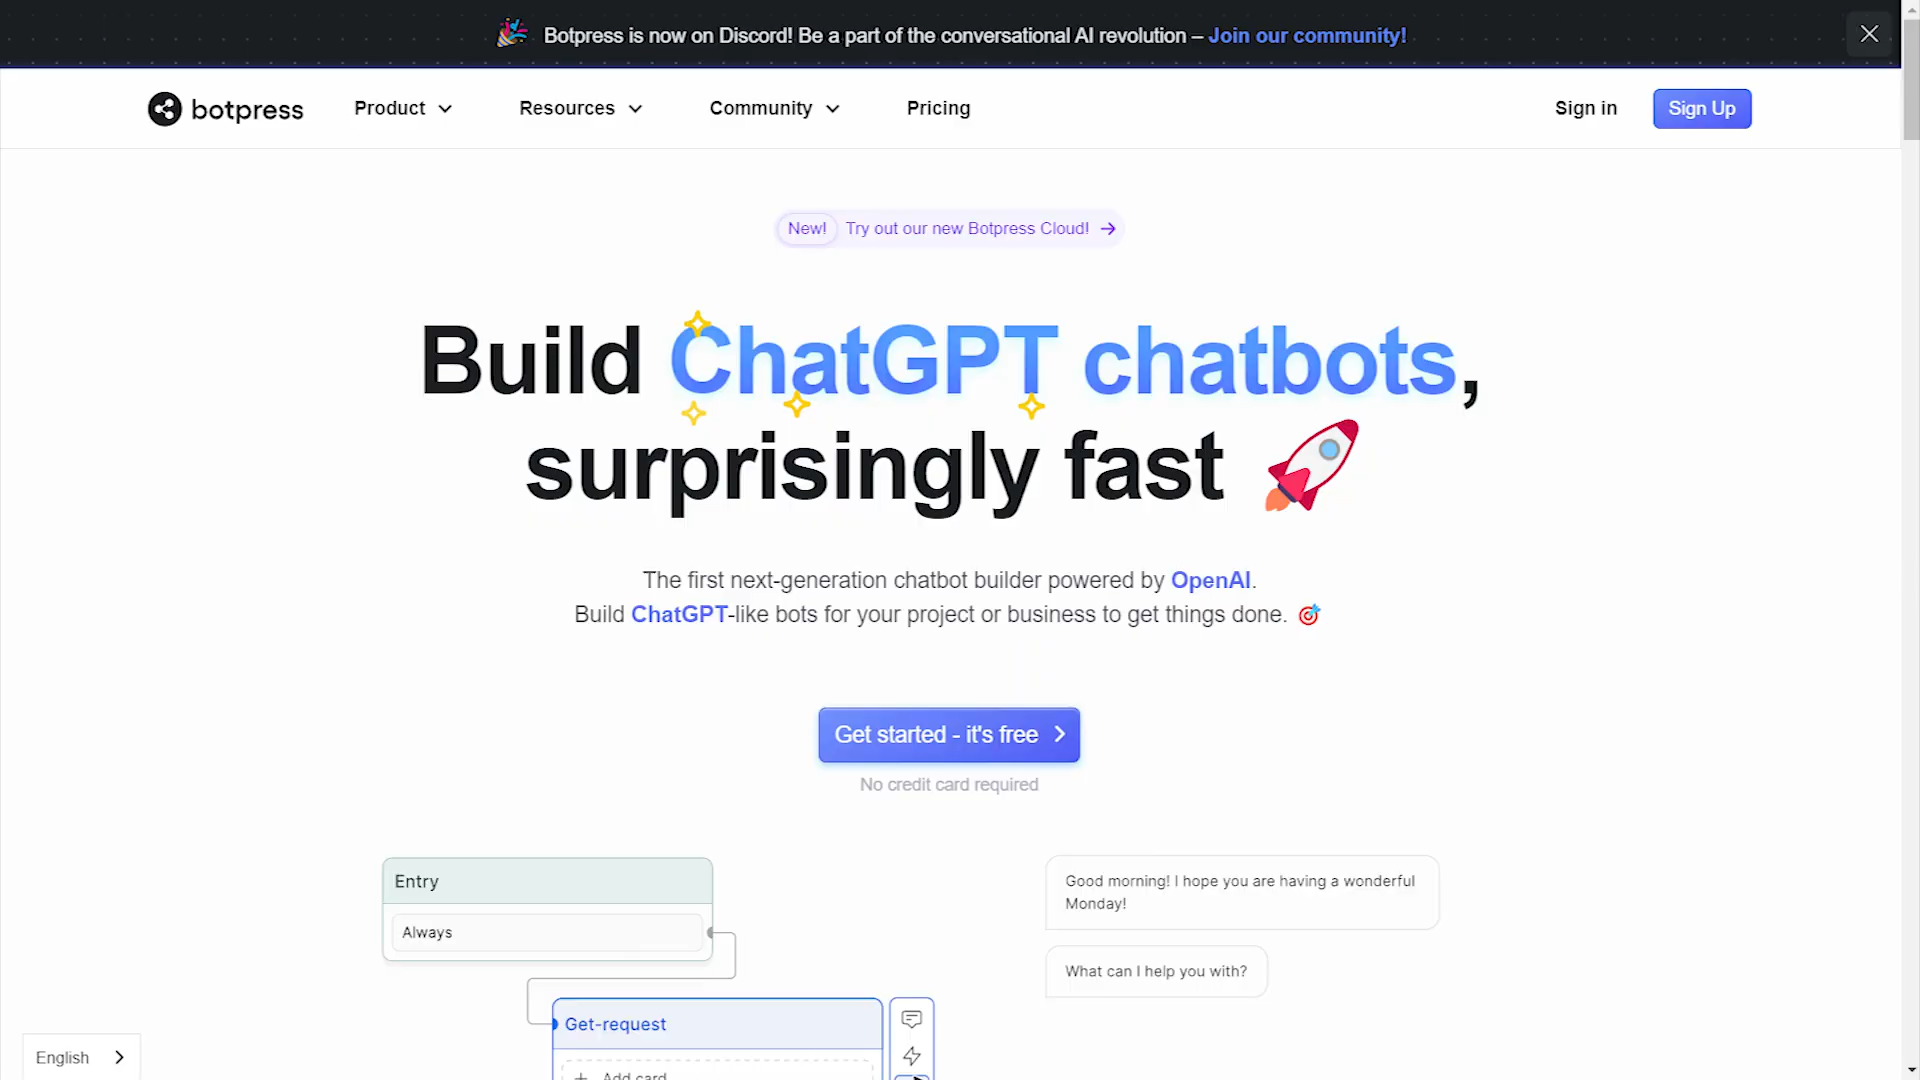 Botpress is now on Discord! Be a part of the conversational AI revolution – Join our community!
botpress
Product
Resources
Community
Pricing
Sign in
Sign Up
New! Try out our new Botpress Cloud!
Build ChatGPT chatbots,
surprisingly fast
The first next-generation chatbot builder powered by OpenAI.
Build ChatGPT-like bots for your project or business to get things done.
Get started - it's free
No credit card required
Entry
Always
Get-request
Add card
Good morning! I hope you are having a wonderful
Monday!
What can I help you with?
English